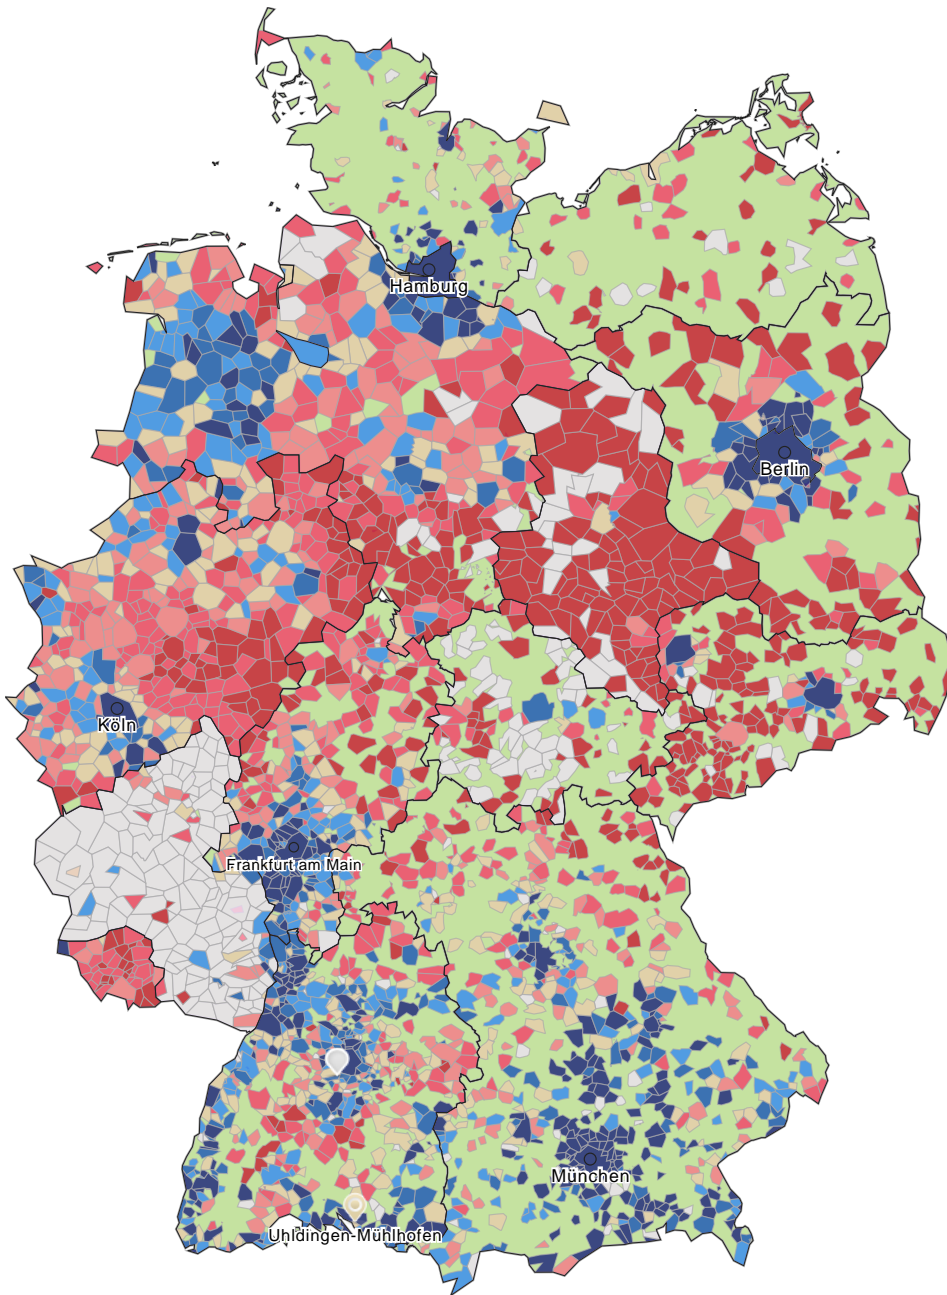 Hamburg
Berlin
Köln
Frankfurt am Main
München
Uhldingen-Mühlhofen